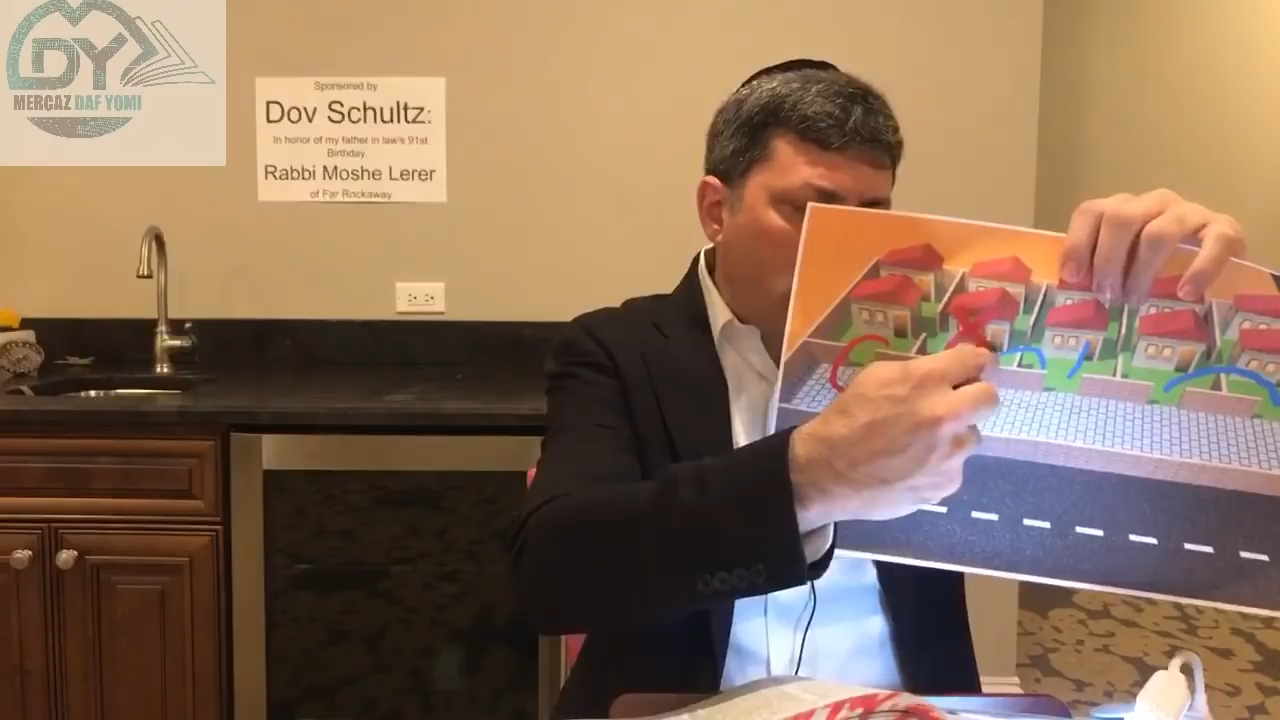 DY
MERCAZ DAF YOMI
Sponsored by
Dov Schultz:
In honor of my father in law's 91st
Birthday
Rabbi Moshe Lerer
of Far Rockaway